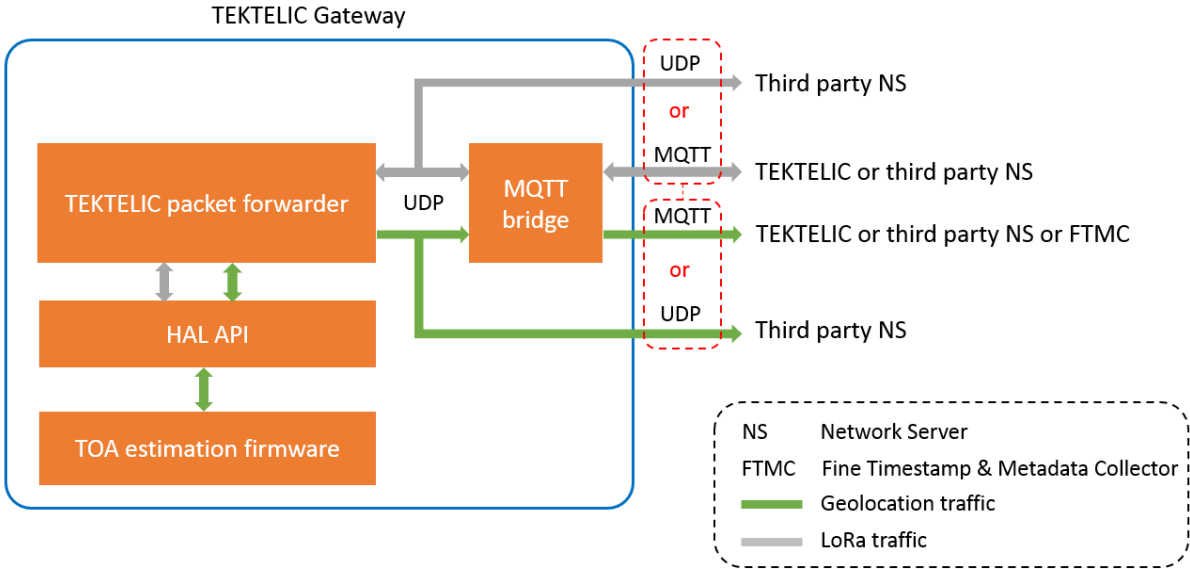 TEKTELIC Gateway
UDP
Third party NS
or
MQTT
TEKTELIC or third party NS
TEKTELIC packet forwarder
UDP
MQTT
bridge
MQTT
TEKTELIC or third party NS or FTMC
or
HAL API
UDP
Third party NS
TOA estimation firmware
NS Network Server
FTMC Fine Timestamp & Metadata Collector
Geolocation traffic
LoRa traffic